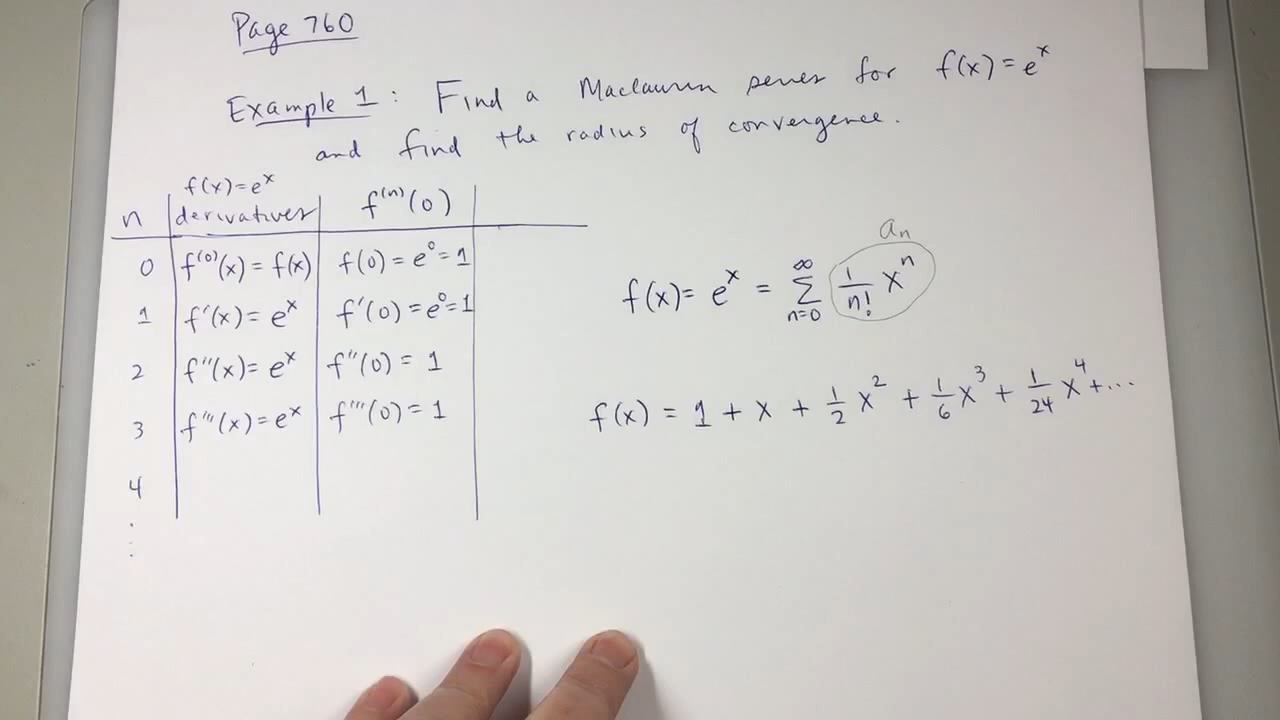 Page 760
Example 1: Find a Maclaurin series for f(x) = e^x
and find the radius of convergence.
f(x) = e^x
n derivatives f^(n)(0)
0 f^(0)(x) = f(x) f(0) = e^0 = 1
1 f'(x) = e^x f'(0) = e^0 = 1
2 f''(x) = e^x f''(0) = 1
3 f'''(x) = e^x f'''(0) = 1
4
⋮
a_n
f(x) = e^x = ∑_{n=0}^{∞} 1/n! x^n
f(x) = 1 + x + 1/2 x^2 + 1/6 x^3 + 1/24 x^4 + ...